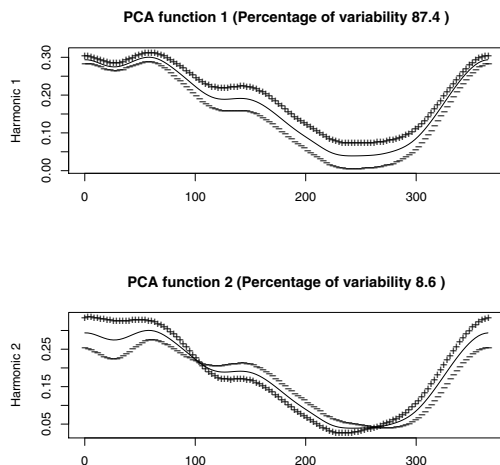 PCA function 1 (Percentage of variability 87.4 )
Harmonic 1
0.00 0.10 0.20 0.30
0 100 200 300
PCA function 2 (Percentage of variability 8.6 )
Harmonic 2
0.05 0.15 0.25
0 100 200 300